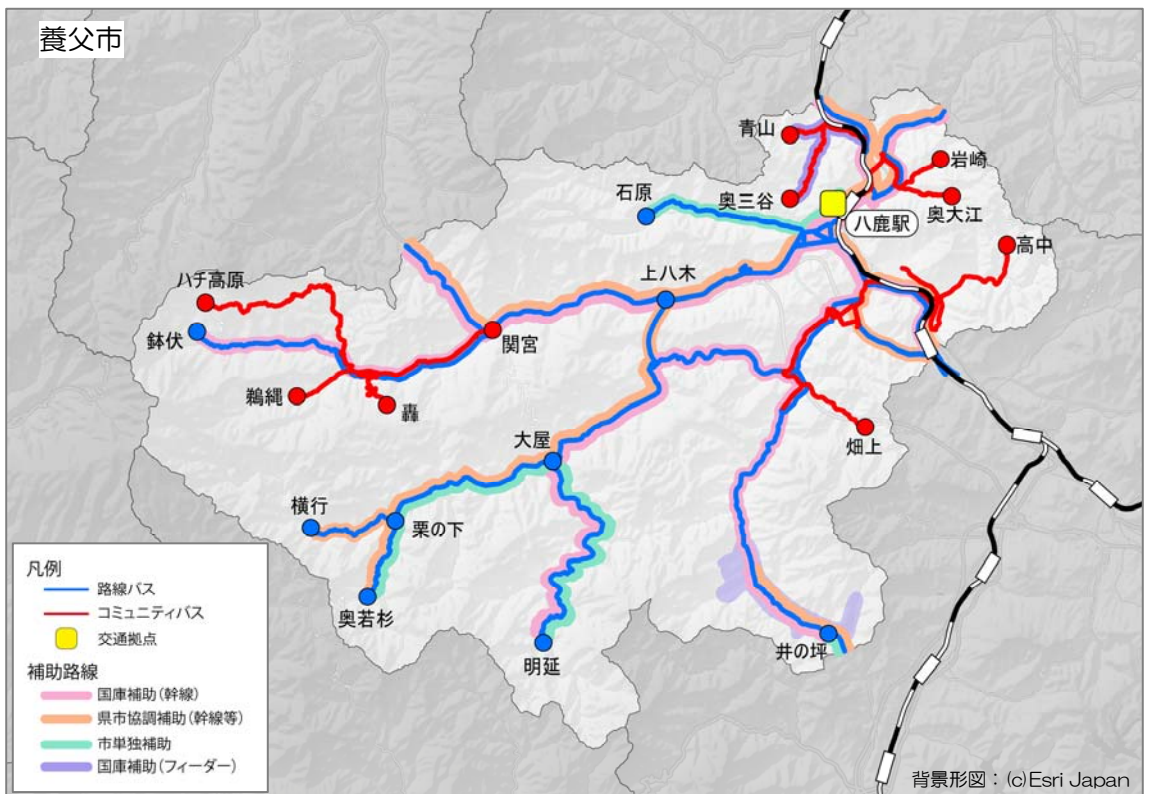 養父市
青山
岩崎
石原
奥三谷
奥大江
八鹿駅
高中
ハチ高原
上八木
鉢伏
関宮
鵜縄
轟
畑上
大屋
横行
栗の下
奥若杉
明延
井の坪
凡例
路線バス
コミュニティバス
交通拠点
補助路線
国庫補助(幹線)
県市協調補助(幹線等)
市単独補助
国庫補助(フィーダー)
背景形図:(c)Esri Japan